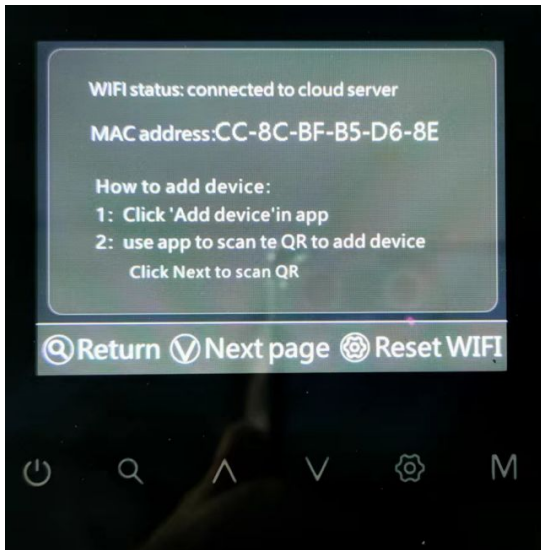 WIFI status: connected to cloud server
MAC address:CC-8C-BF-B5-D6-8E
How to add device:
1: Click 'Add device'in app
2: use app to scan te QR to add device
Click Next to scan QR
Return Next page Reset WIFI
M